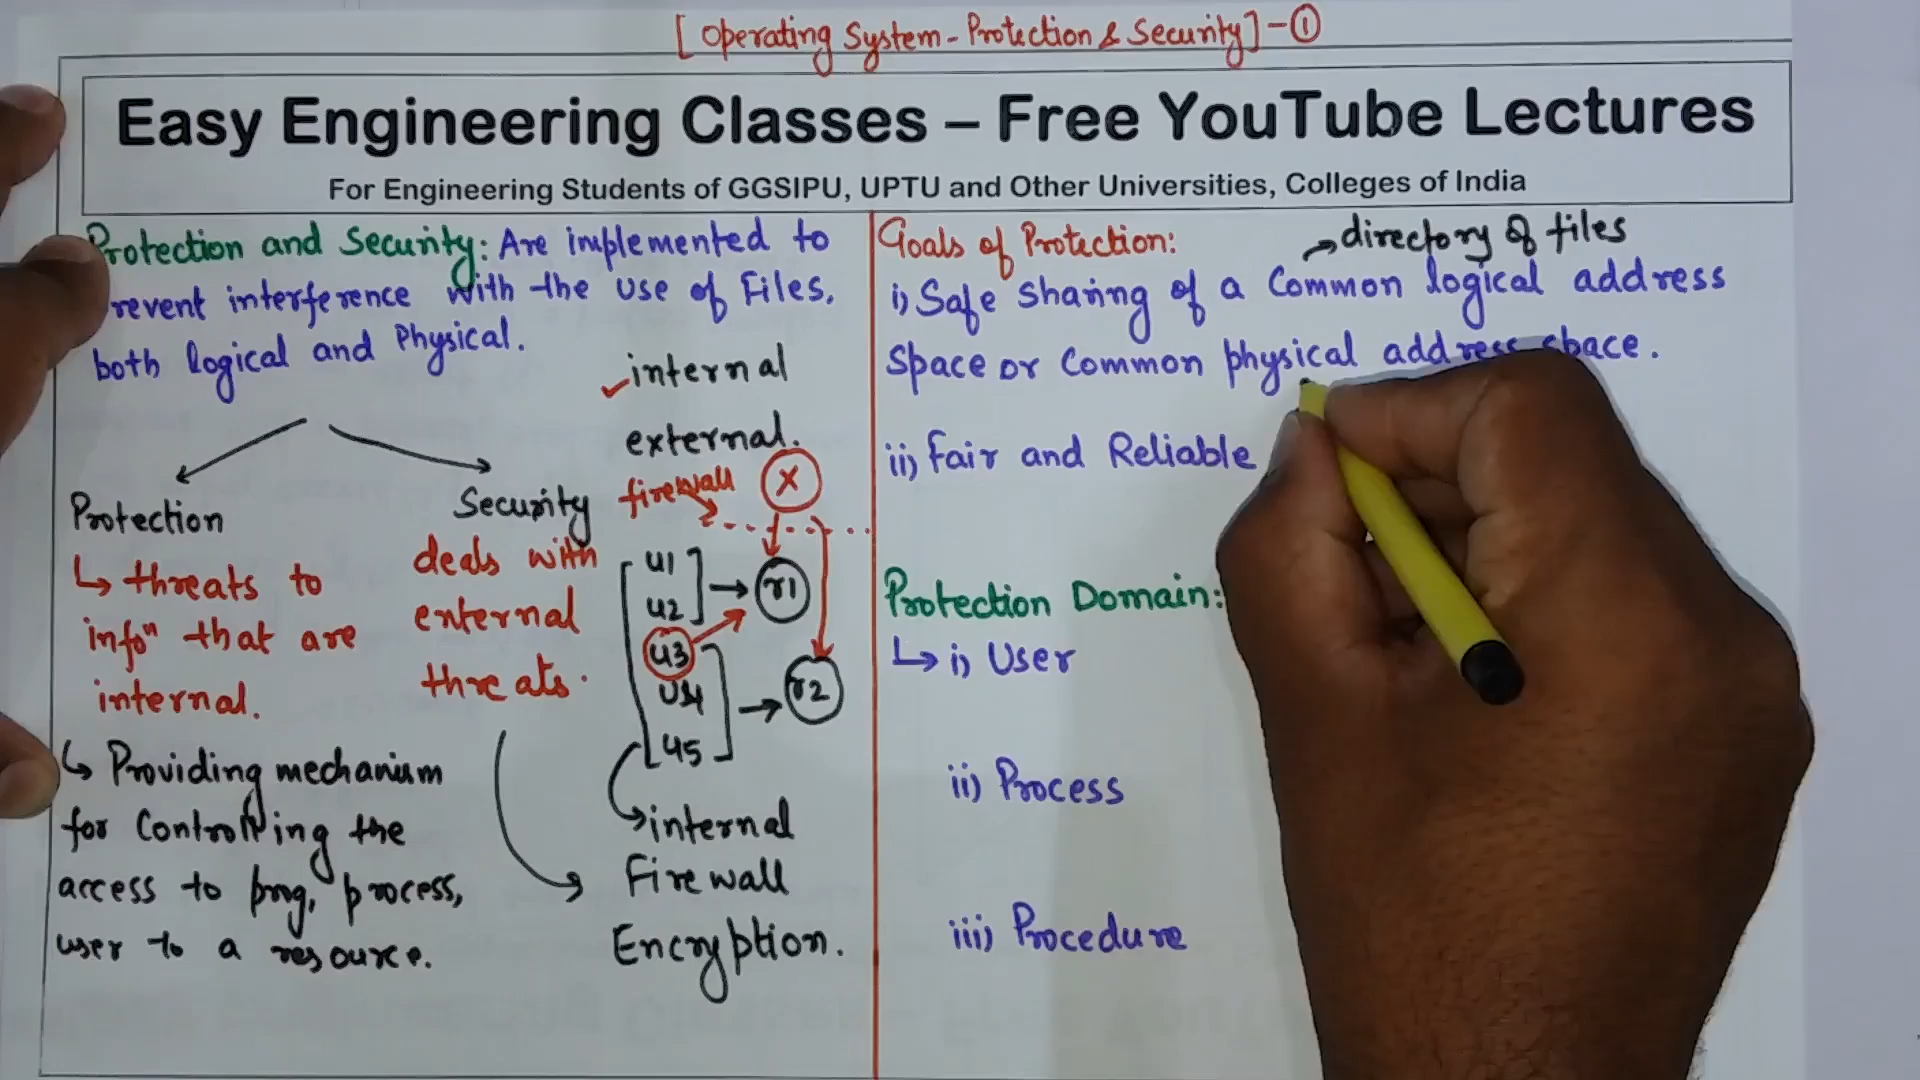 [Operating System - Protection & Security] - ①
Easy Engineering Classes – Free YouTube Lectures
For Engineering Students of GGSIPU, UPTU and Other Universities, Colleges of India
Protection and Security: Are implemented to
revent interference with the use of Files,
both logical and Physical.
internal
external.
firewall
X
Protection
Security
↳ threats to
infoⁿ that are
internal.
deals with
external
threats.
u1
u2
u3
u4
u5
r1
r2
↳ Providing mechanism
for Controlling the
access to prog, process,
user to a resource.
internal
Firewall
Encryption.
Goals of Protection:
→ directory of files
i) Safe Sharing of a Common logical address
Space or Common physical address space.
ii) Fair and Reliable
Protection Domain:
↳ i) User
ii) Process
iii) Procedure